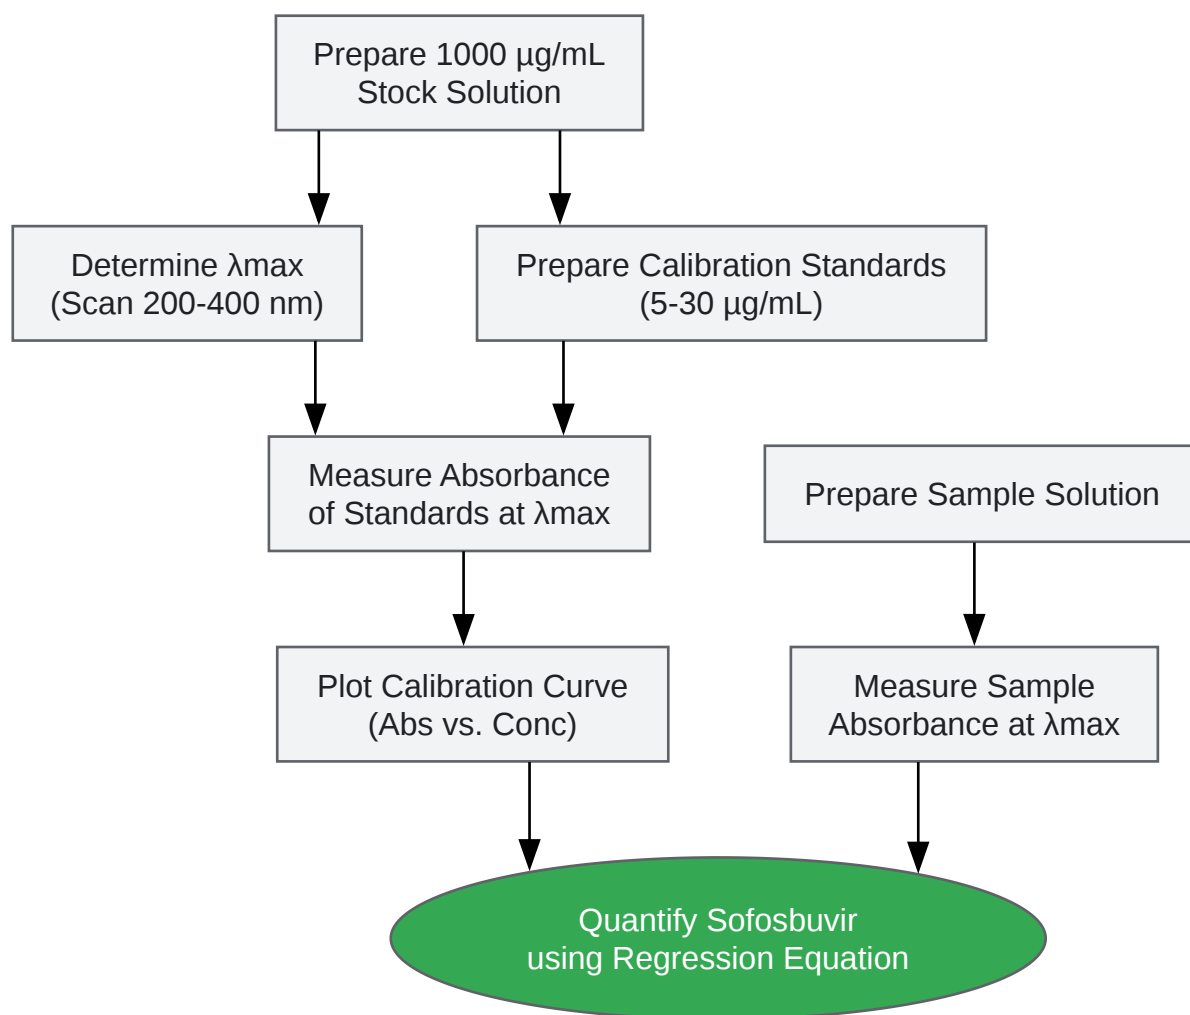 Prepare 1000 µg/mL
Stock Solution
Determine λmax
(Scan 200-400 nm)
Prepare Calibration Standards
(5-30 µg/mL)
Measure Absorbance
of Standards at λmax
Prepare Sample Solution
Plot Calibration Curve
(Abs vs. Conc)
Measure Sample
Absorbance at λmax
Quantify Sofosbuvir
using Regression Equation